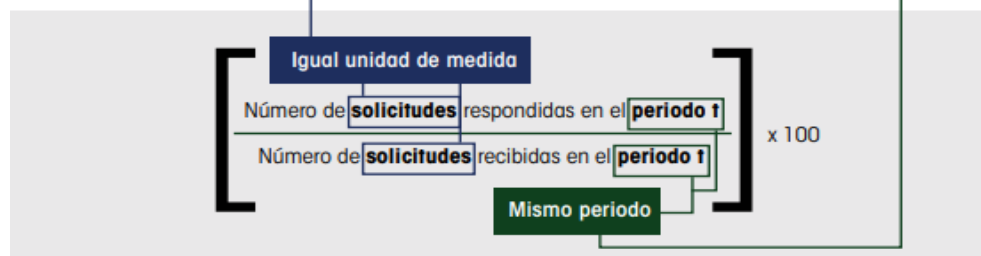 Igual unidad de medida
Número de solicitudes respondidas en el periodo t
x 100
Número de solicitudes recibidas en el periodo t
Mismo periodo